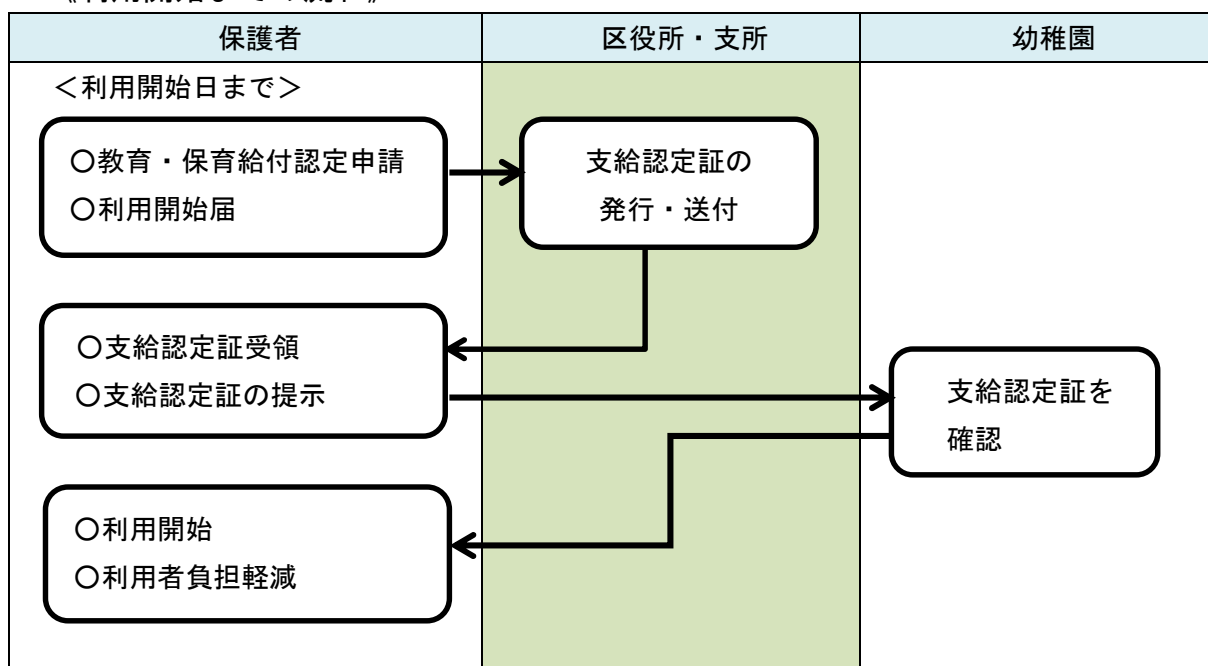 保護者
区役所・支所
幼稚園
＜利用開始日まで＞
〇教育・保育給付認定申請
〇利用開始届
支給認定証の
発行・送付
〇支給認定証受領
〇支給認定証の提示
支給認定証を
確認
〇利用開始
〇利用者負担軽減